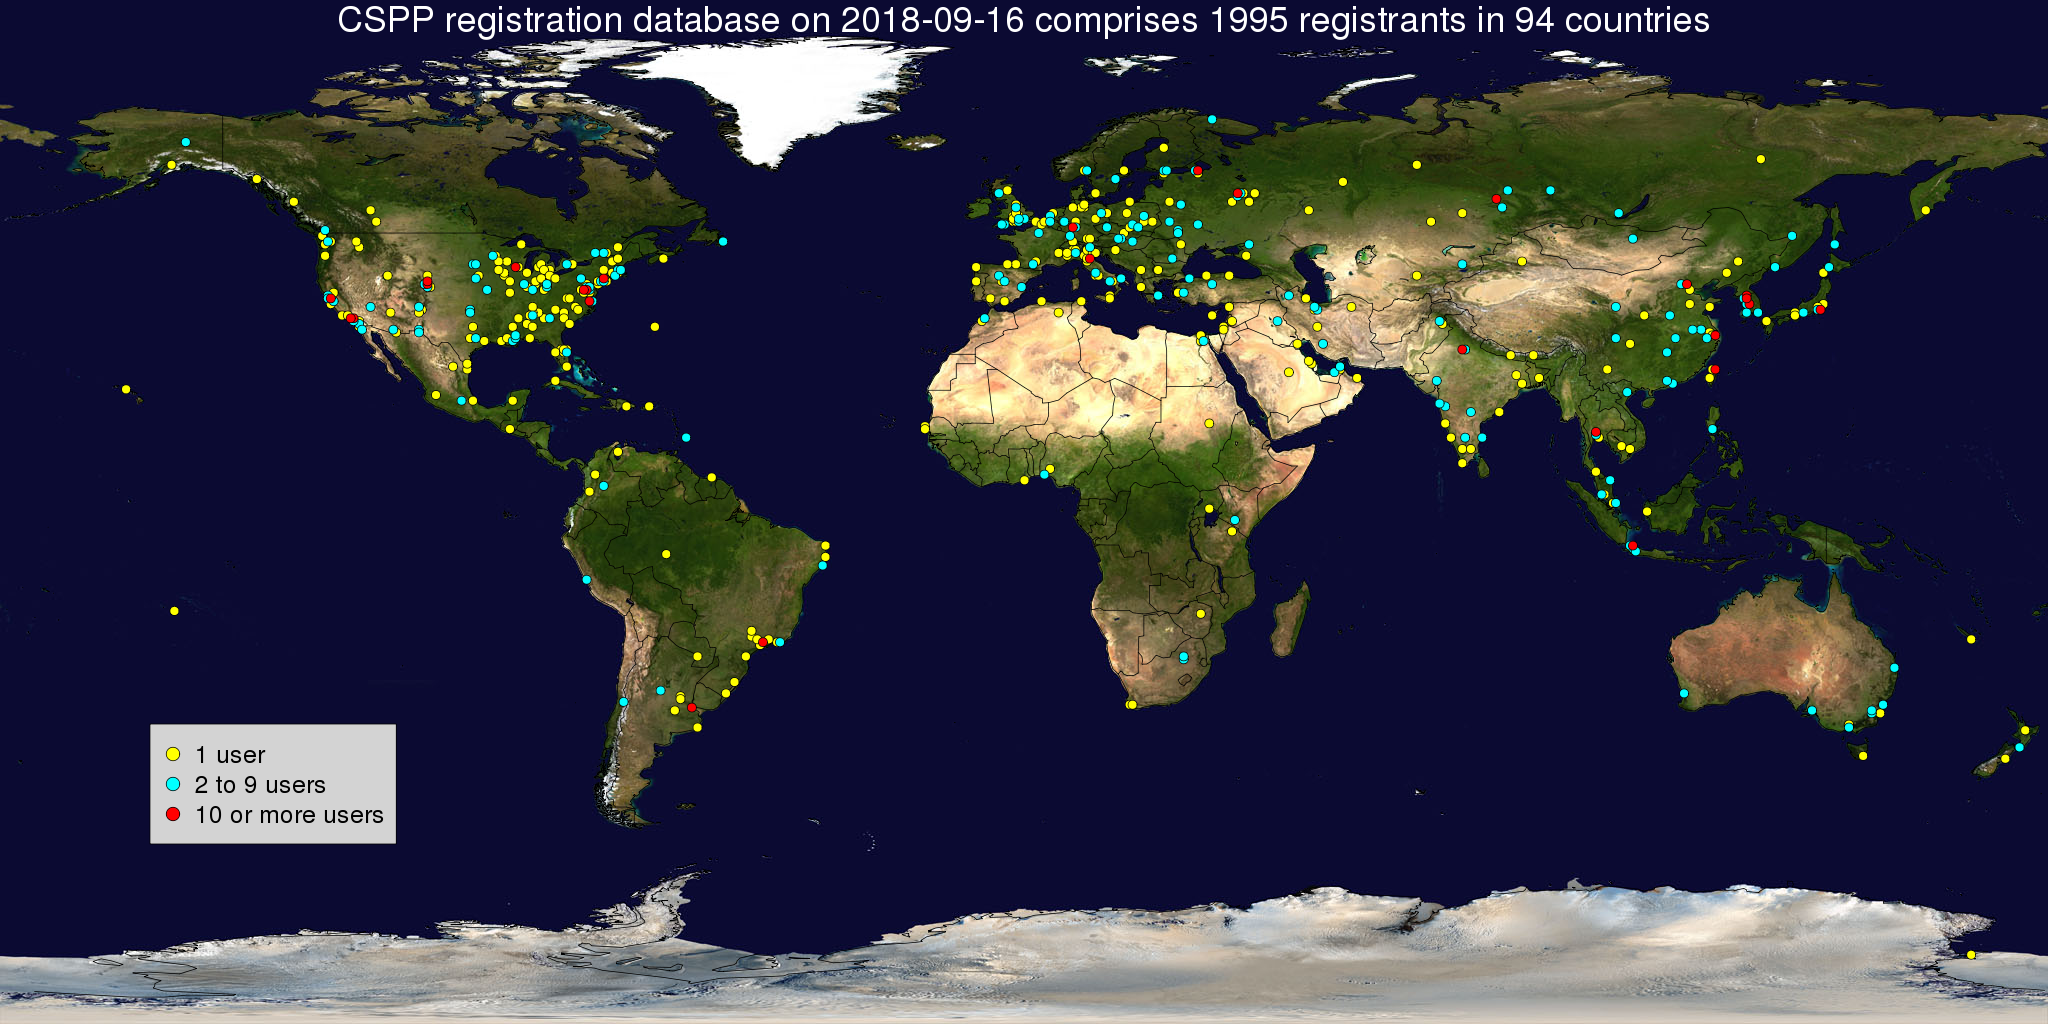 CSPP registration database on 2018-09-16 comprises 1995 registrants in 94 countries
1 user
2 to 9 users
10 or more users